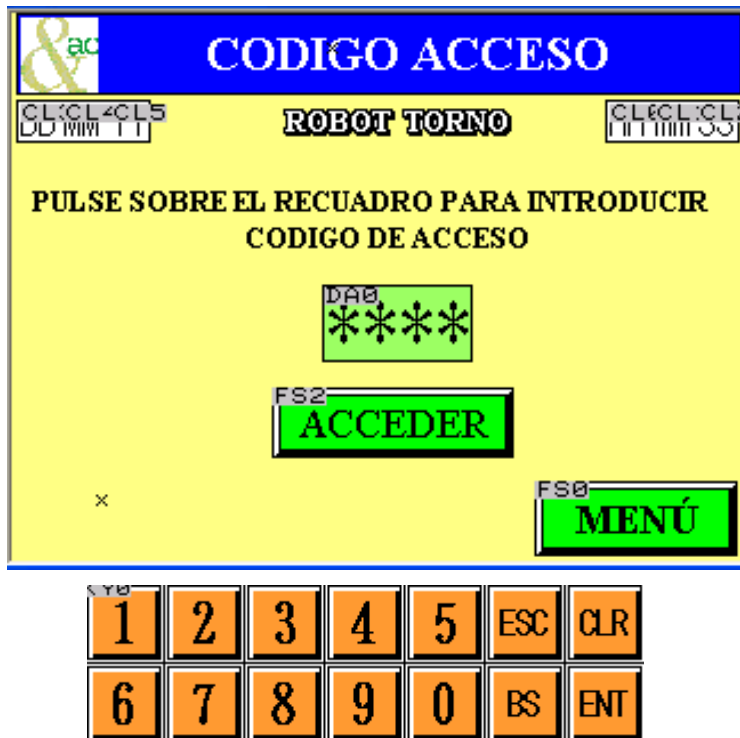 ac
CODIGO ACCESO
ROBOT TORNO
PULSE SOBRE EL RECUADRO PARA INTRODUCIR
CODIGO DE ACCESO
DA0
****
FS2
ACCEDER
FS0
MENÚ
1 2 3 4 5 ESC CLR
6 7 8 9 0 BS ENT